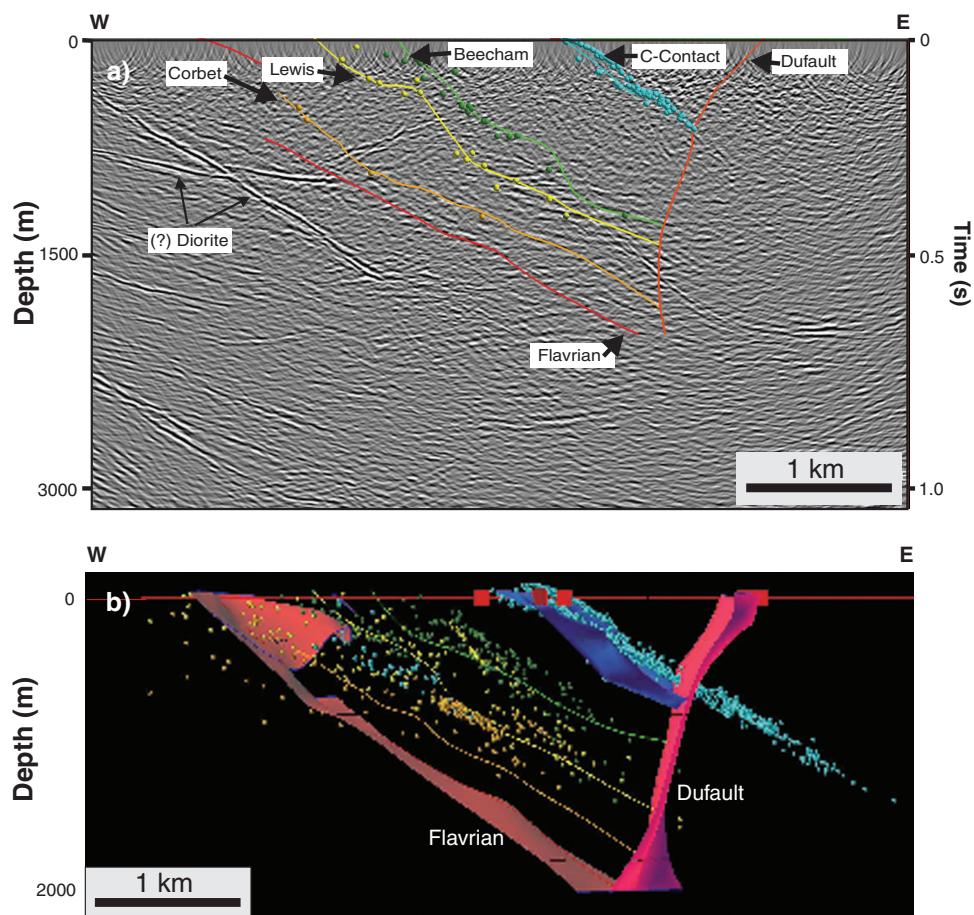 W
E
0
0
a)
Corbet
Lewis
Beecham
C-Contact
Dufault
(?) Diorite
Depth (m)
1500
0.5
Time (s)
Flavrian
1 km
3000
1.0
W
E
b)
0
Depth (m)
Dufault
Flavrian
1 km
2000